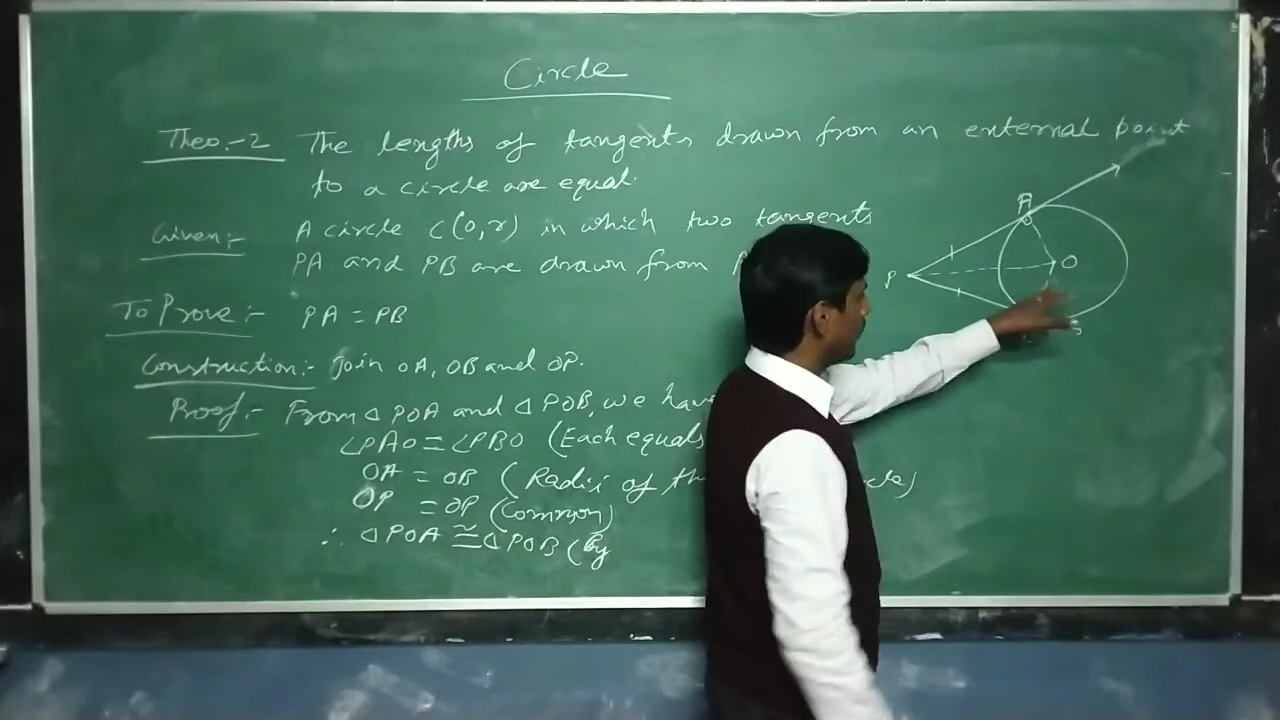 Circle
Theo.-2 The lengths of tangents drawn from an external point
to a circle are equal.
Given:- A circle C(O,r) in which two tangents
PA and PB are drawn from
To Prove:- PA = PB
Construction:- Join OA, OB and OP.
Proof:- From △POA and △POB, we have
∠PAO = ∠PBO (Each equals
OA = OB (Radii of th cle)
OP = OP (Common)
∴ △POA ≅ △POB (By
A
P
O